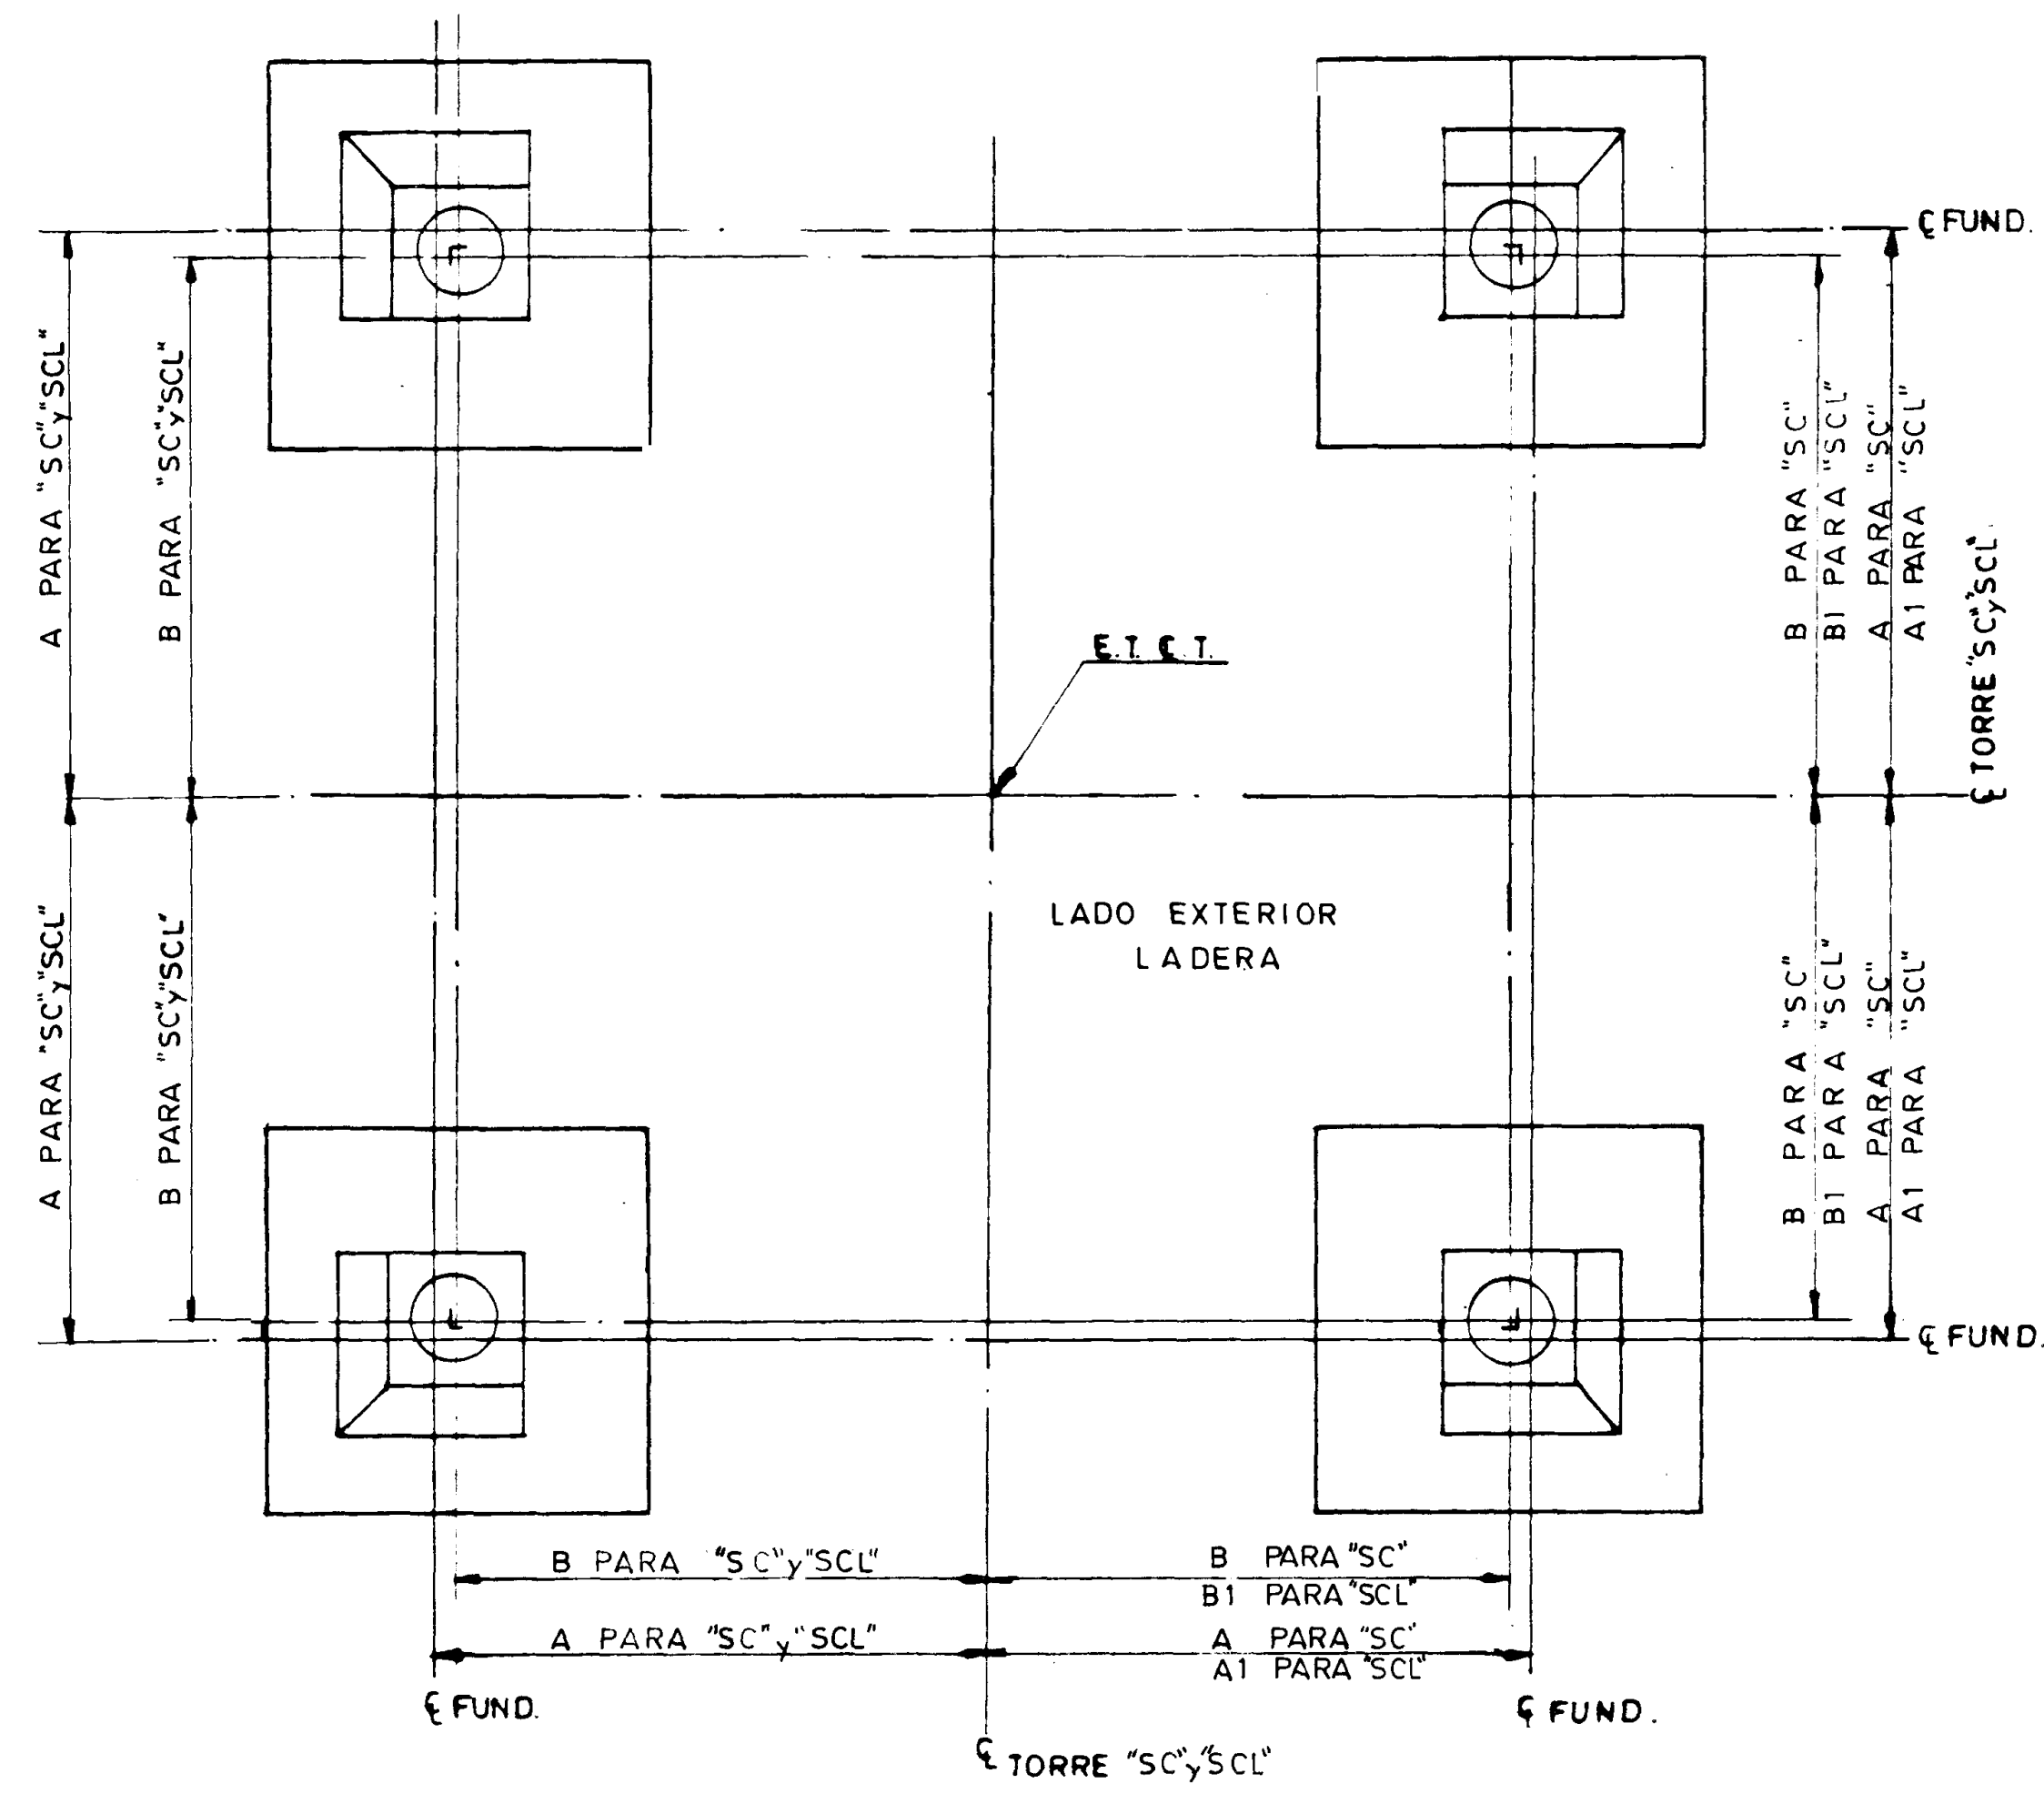 ℄ FUND.
A PARA "SC"y"SCL"
B PARA "SC"y"SCL"
B PARA "SC"
B1 PARA "SCL"
A PARA "SC"
A1 PARA "SCL"
℄ TORRE "SC"y"SCL"
E.T. ℄.T.
LADO EXTERIOR
LADERA
A PARA "SC"y"SCL"
B PARA "SC"y"SCL"
B PARA "SC"
B1 PARA "SCL"
A PARA "SC"
A1 PARA "SCL"
℄ FUND.
B PARA "SC"y"SCL"
B PARA "SC"
B1 PARA "SCL"
A PARA "SC"y"SCL"
A PARA "SC"
A1 PARA "SCL"
℄ FUND.
℄ FUND.
℄ TORRE "SC"y"SCL"